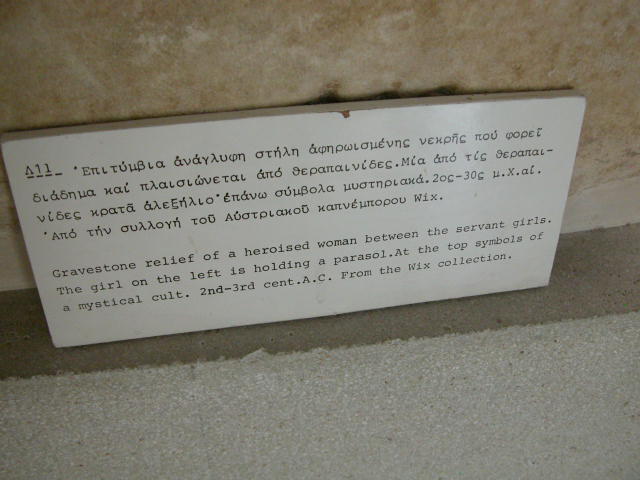 Λ11_ Ἐπιτύμβια ἀνάγλυφη στήλη ἀφηρωισμένης νεκρῆς πού φορεῖ
διάδημα καί πλαισιώνεται ἀπό θεραπαινίδες.Μία ἀπό τίς θεραπαι-
νίδες κρατᾶ ἀλεξήλιο·ἐπάνω σύμβολα μυστηριακά.2ος-3ος μ.Χ.αἰ.
Ἀπό τήν συλλογή τοῦ Αὐστριακοῦ καπνέμπορου Wix.
Gravestone relief of a heroised woman between the servant girls.
The girl on the left is holding a parasol.At the top symbols of
a mystical cult. 2nd-3rd cent.A.C. From the Wix collection.